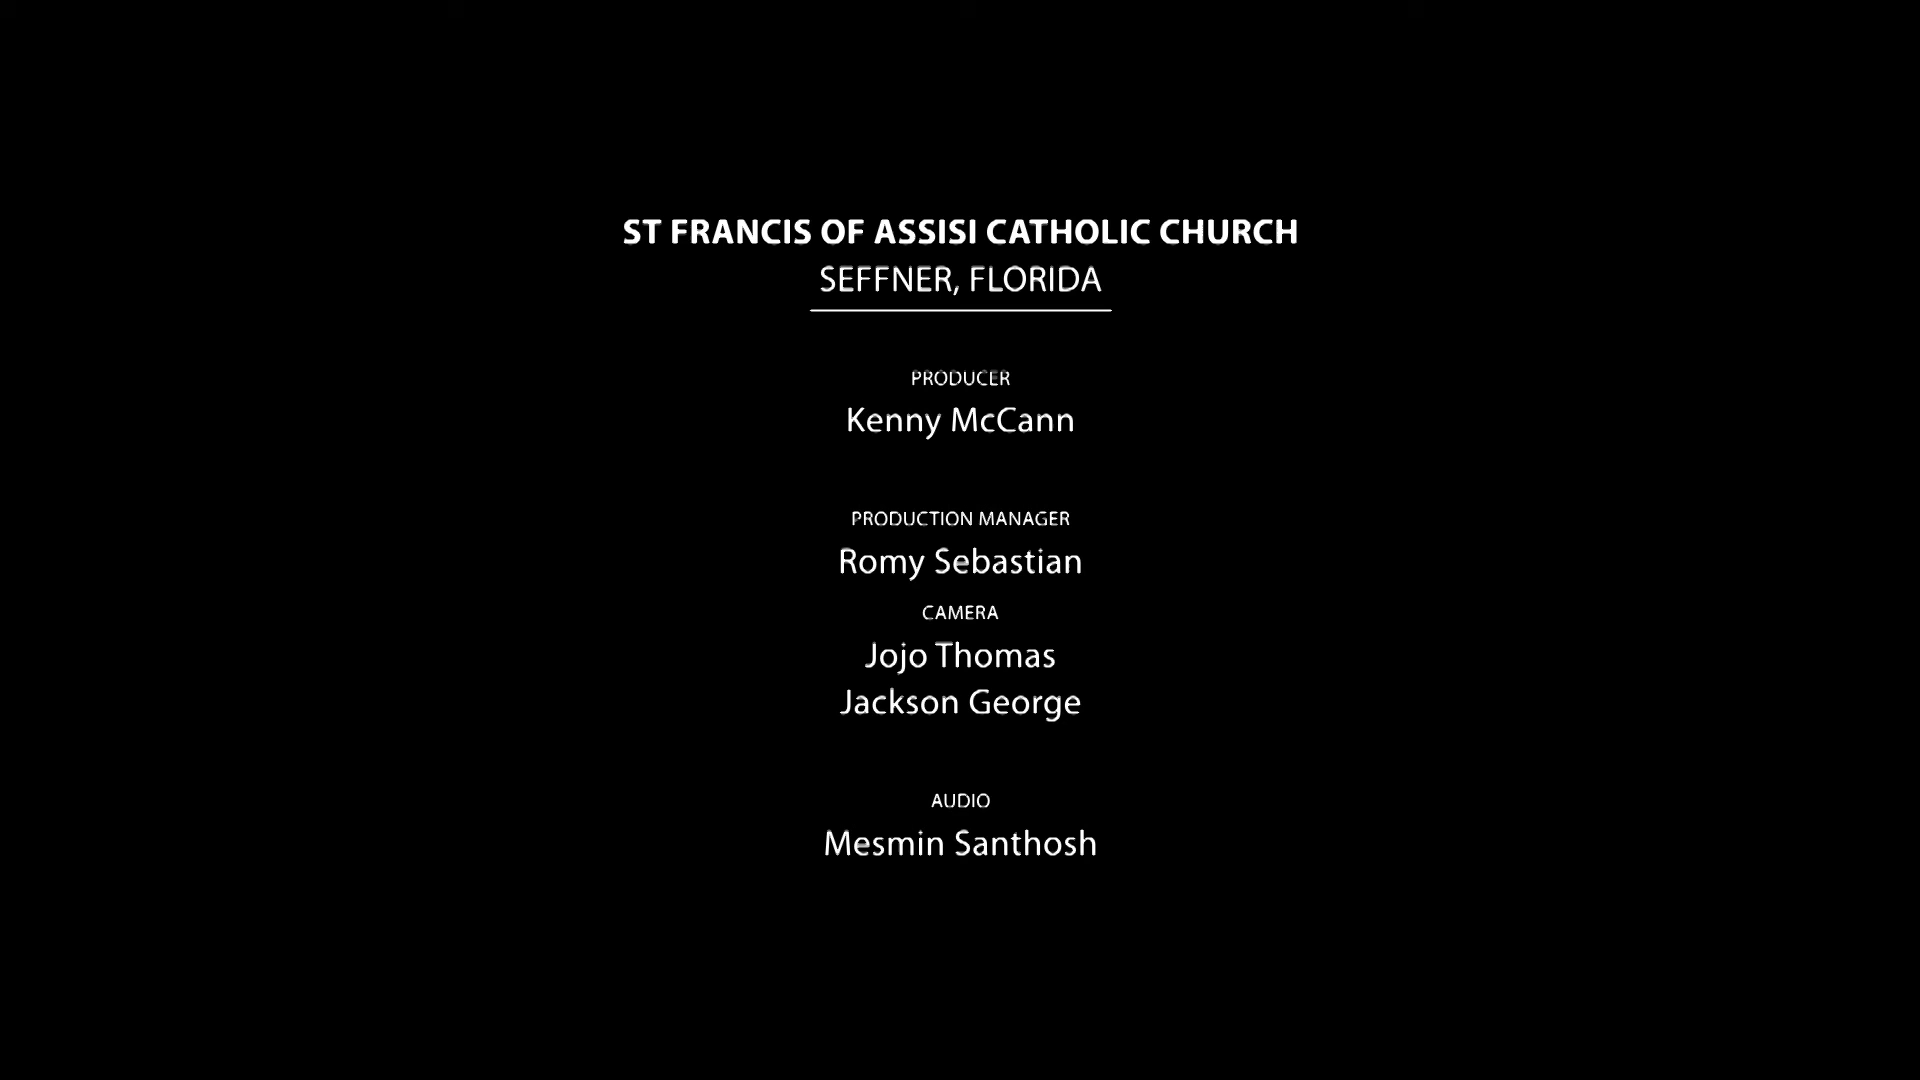 ST FRANCIS OF ASSISI CATHOLIC CHURCH
SEFFNER, FLORIDA
PRODUCER
Kenny McCann
PRODUCTION MANAGER
Romy Sebastian
CAMERA
Jojo Thomas
Jackson George
AUDIO
Mesmin Santhosh